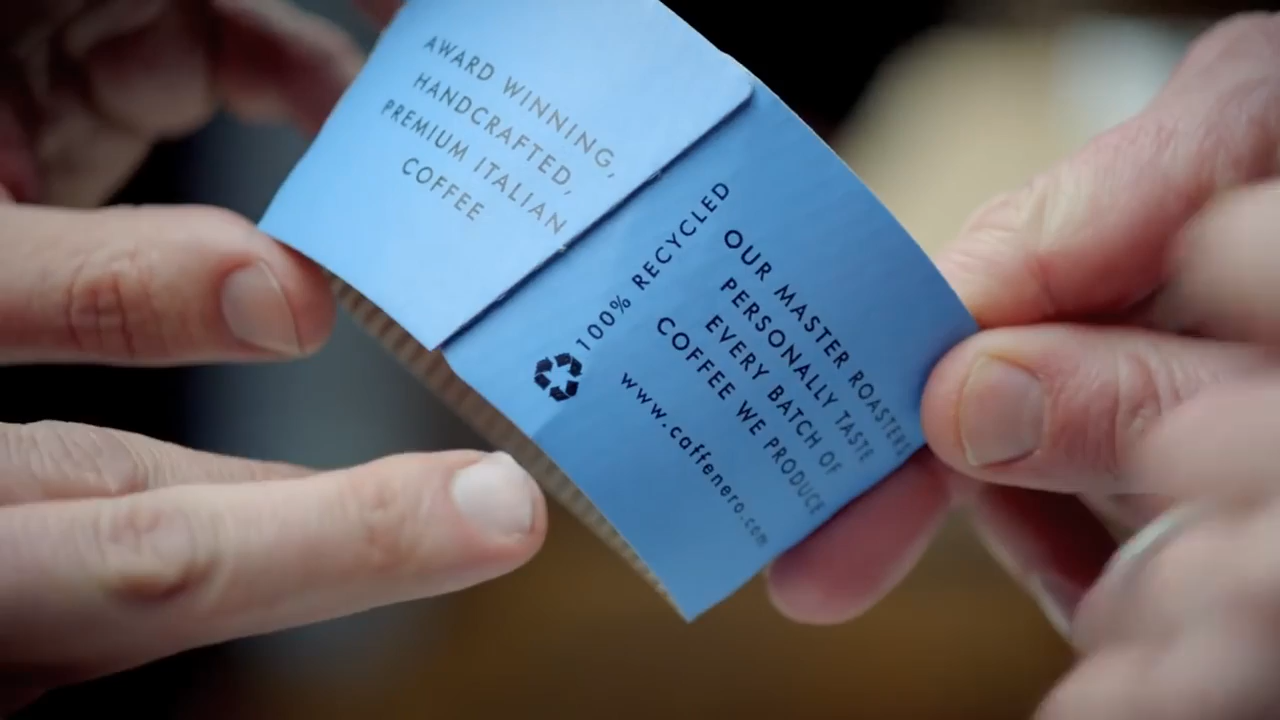 AWARD WINNING,
HANDCRAFTED,
PREMIUM ITALIAN
COFFEE
100% RECYCLED
OUR MASTER ROASTERS
PERSONALLY TASTE
EVERY BATCH OF
COFFEE WE PRODUCE
www.caffenero.com